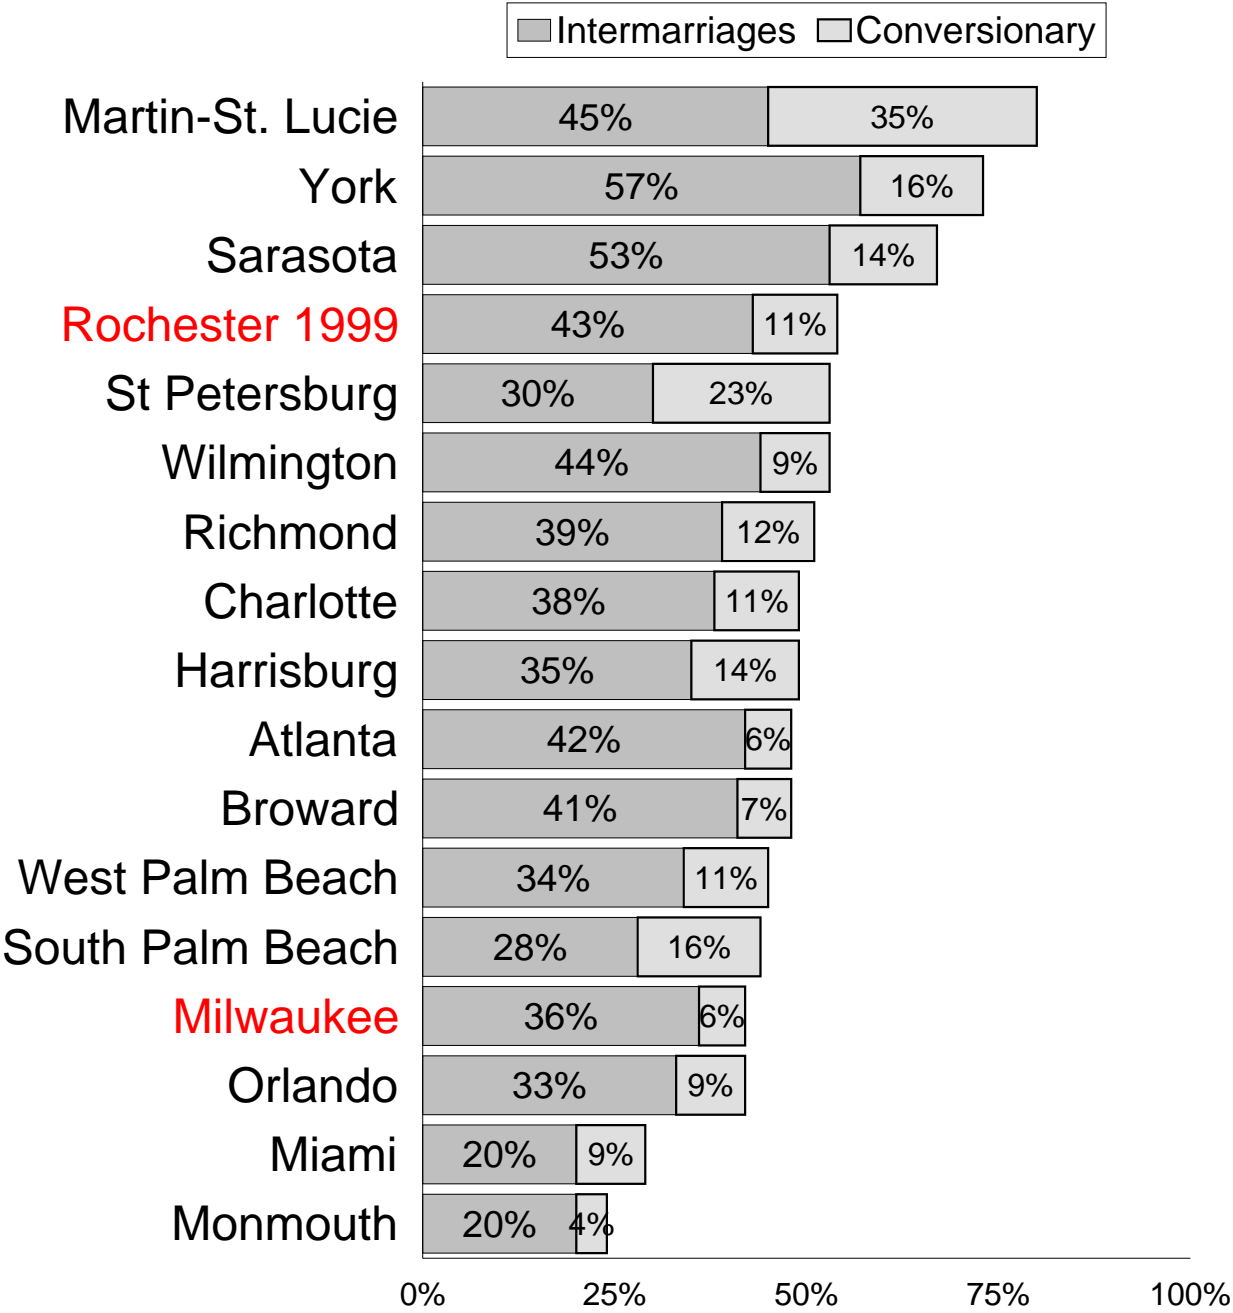 Intermarriages Conversionary
Martin-St. Lucie 45% 35%
York 57% 16%
Sarasota 53% 14%
Rochester 1999 43% 11%
St Petersburg 30% 23%
Wilmington 44% 9%
Richmond 39% 12%
Charlotte 38% 11%
Harrisburg 35% 14%
Atlanta 42% 6%
Broward 41% 7%
West Palm Beach 34% 11%
South Palm Beach 28% 16%
Milwaukee 36% 6%
Orlando 33% 9%
Miami 20% 9%
Monmouth 20% 4%
0% 25% 50% 75% 100%